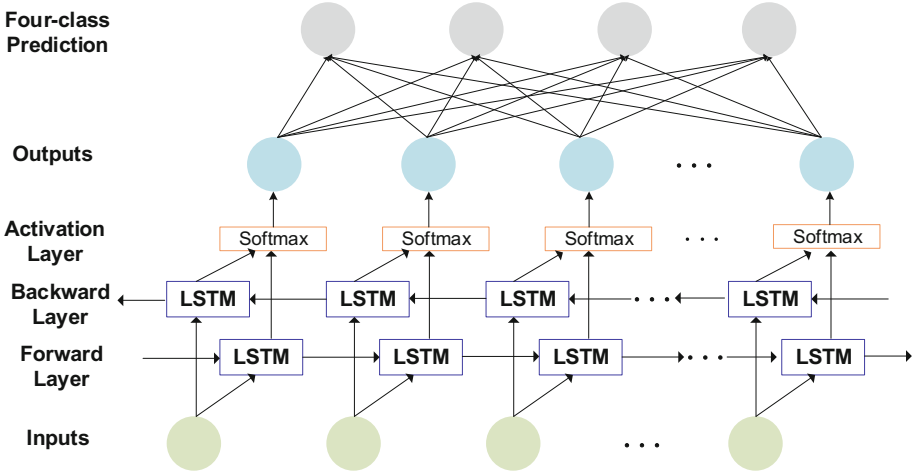 Four-class
Prediction
Outputs
. . .
Activation
Layer
Softmax Softmax Softmax . . . Softmax
Backward
Layer
LSTM LSTM LSTM . . . LSTM
Forward
Layer
LSTM LSTM LSTM . . . LSTM
Inputs
. . .